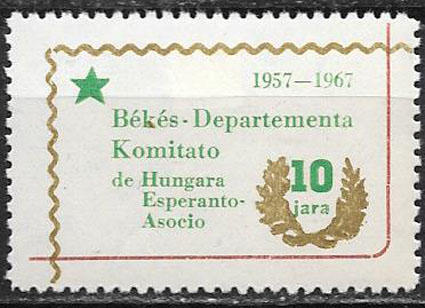 1957—1967
Békés-Departementa
Komitato
de Hungara
Esperanto-
Asocio
10
jara